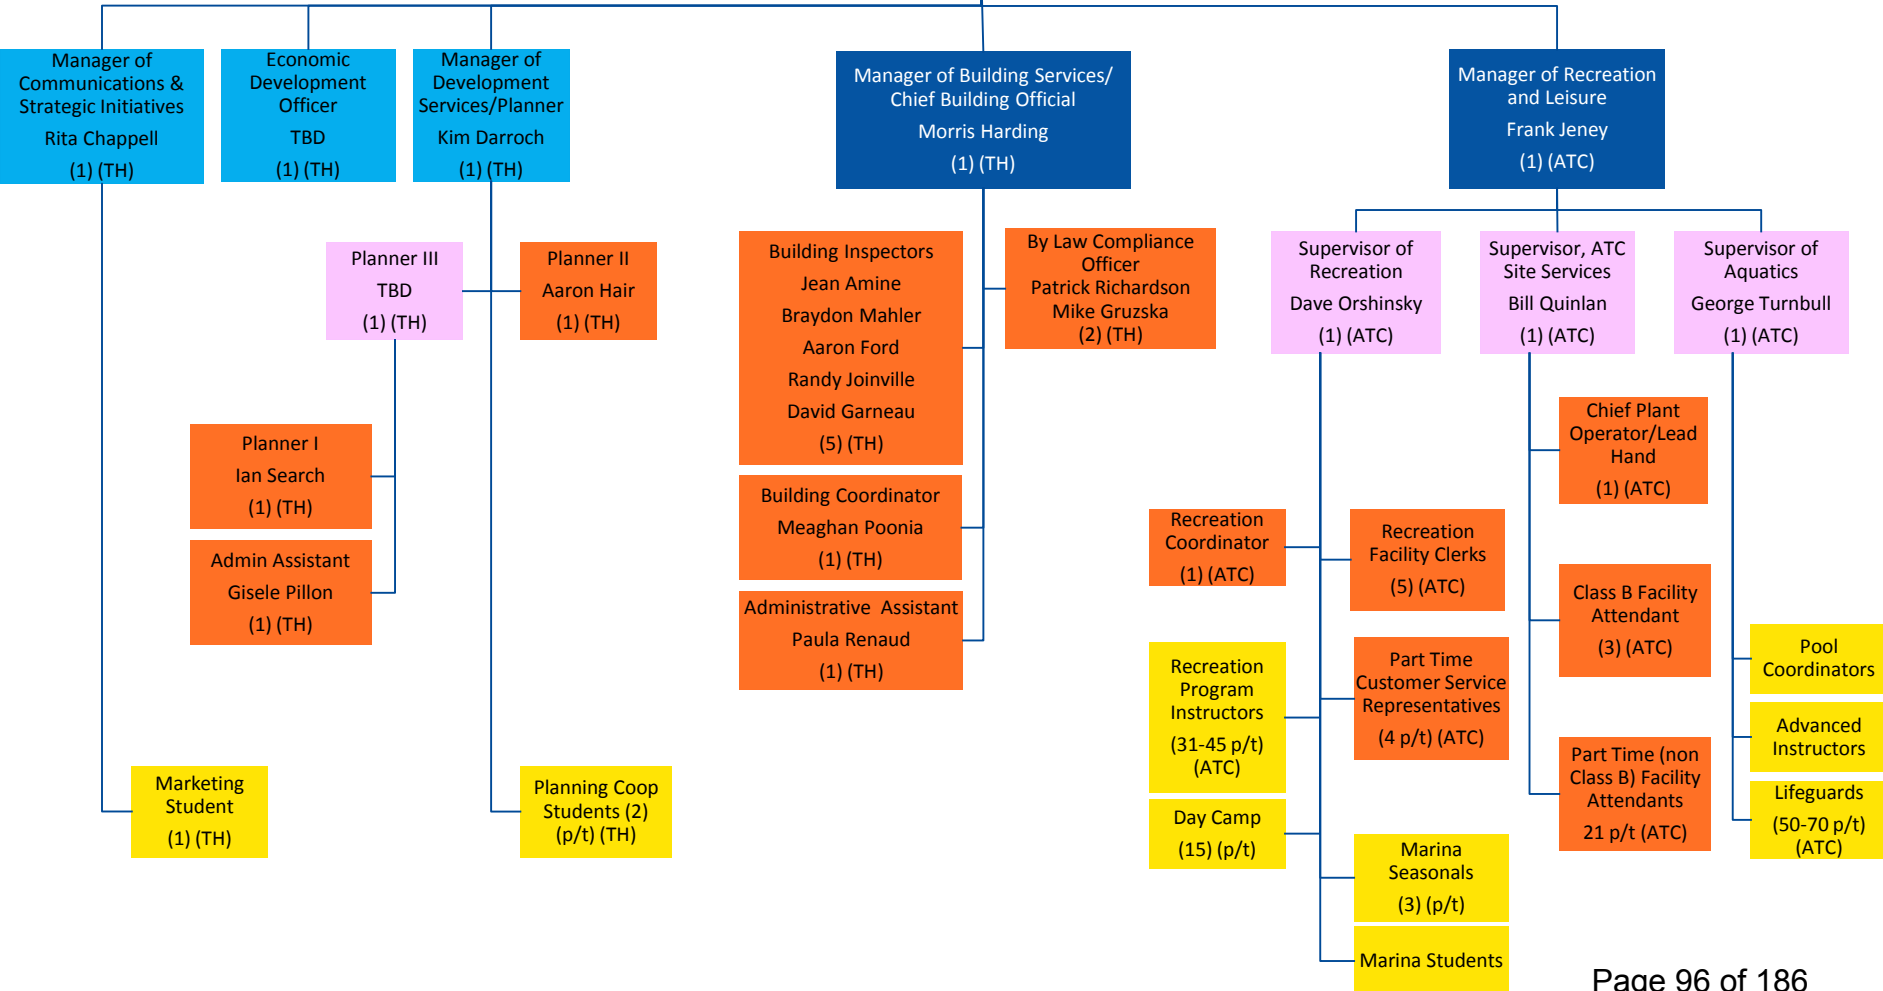 Manager of
Communications &
Strategic Initiatives
Rita Chappell
(1) (TH)
Economic
Development
Officer
TBD
(1) (TH)
Manager of
Development
Services/Planner
Kim Darroch
(1) (TH)
Manager of Building Services/
Chief Building Official
Morris Harding
(1) (TH)
Manager of Recreation
and Leisure
Frank Jeney
(1) (ATC)
Planner III
TBD
(1) (TH)
Planner II
Aaron Hair
(1) (TH)
Building Inspectors
Jean Amine
Braydon Mahler
Aaron Ford
Randy Joinville
David Garneau
(5) (TH)
By Law Compliance
Officer
Patrick Richardson
Mike Gruzska
(2) (TH)
Supervisor of
Recreation
Dave Orshinsky
(1) (ATC)
Supervisor, ATC
Site Services
Bill Quinlan
(1) (ATC)
Supervisor of
Aquatics
George Turnbull
(1) (ATC)
Planner I
Ian Search
(1) (TH)
Admin Assistant
Gisele Pillon
(1) (TH)
Building Coordinator
Meaghan Poonia
(1) (TH)
Administrative Assistant
Paula Renaud
(1) (TH)
Chief Plant
Operator/Lead
Hand
(1) (ATC)
Recreation
Coordinator
(1) (ATC)
Recreation
Facility Clerks
(5) (ATC)
Class B Facility
Attendant
(3) (ATC)
Pool
Coordinators
Recreation
Program
Instructors
(31-45 p/t)
(ATC)
Part Time
Customer Service
Representatives
(4 p/t) (ATC)
Part Time (non
Class B) Facility
Attendants
21 p/t (ATC)
Advanced
Instructors
Lifeguards
(50-70 p/t)
(ATC)
Marketing
Student
(1) (TH)
Planning Coop
Students (2)
(p/t) (TH)
Day Camp
(15) (p/t)
Marina
Seasonals
(3) (p/t)
Marina Students
Page 96 of 186